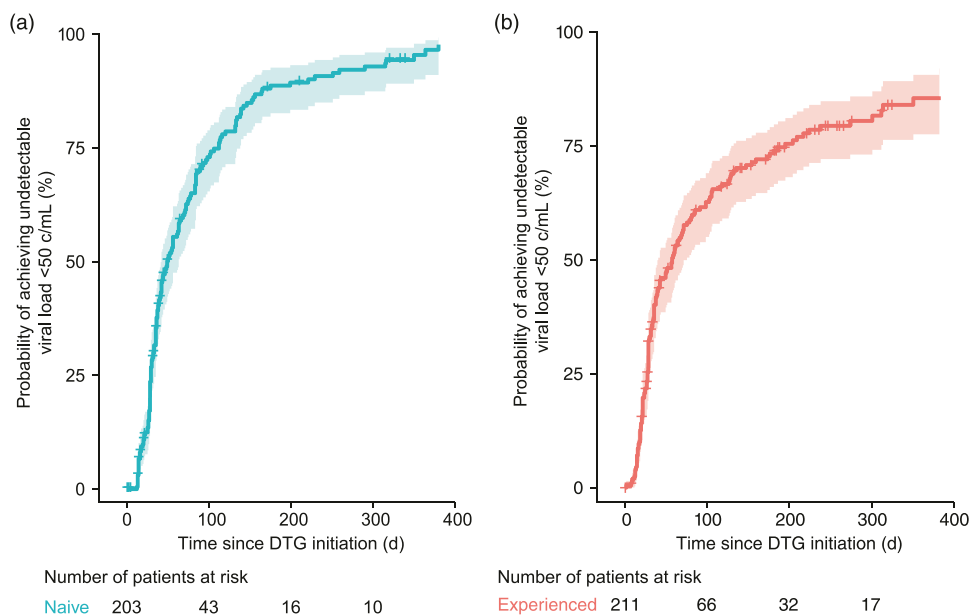 (a)
Probability of achieving undetectable
viral load <50 c/mL (%)
100
75
50
25
0
0 100 200 300 400
Time since DTG initiation (d)
Number of patients at risk
Naive 203 43 16 10
(b)
Probability of achieving undetectable
viral load <50 c/mL (%)
100
75
50
25
0
0 100 200 300 400
Time since DTG initiation (d)
Number of patients at risk
Experienced 211 66 32 17